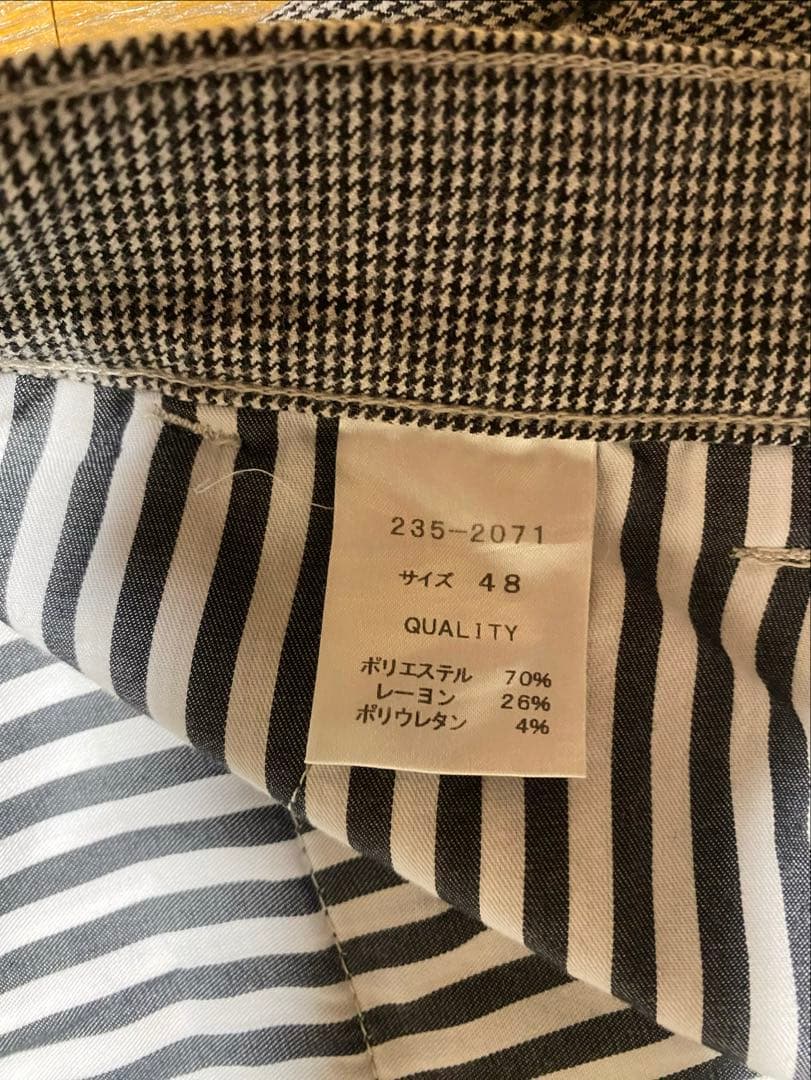 235-2071
サイズ 48
QUALITY
ポリエステル 70%
レーヨン 26%
ポリウレタン 4%